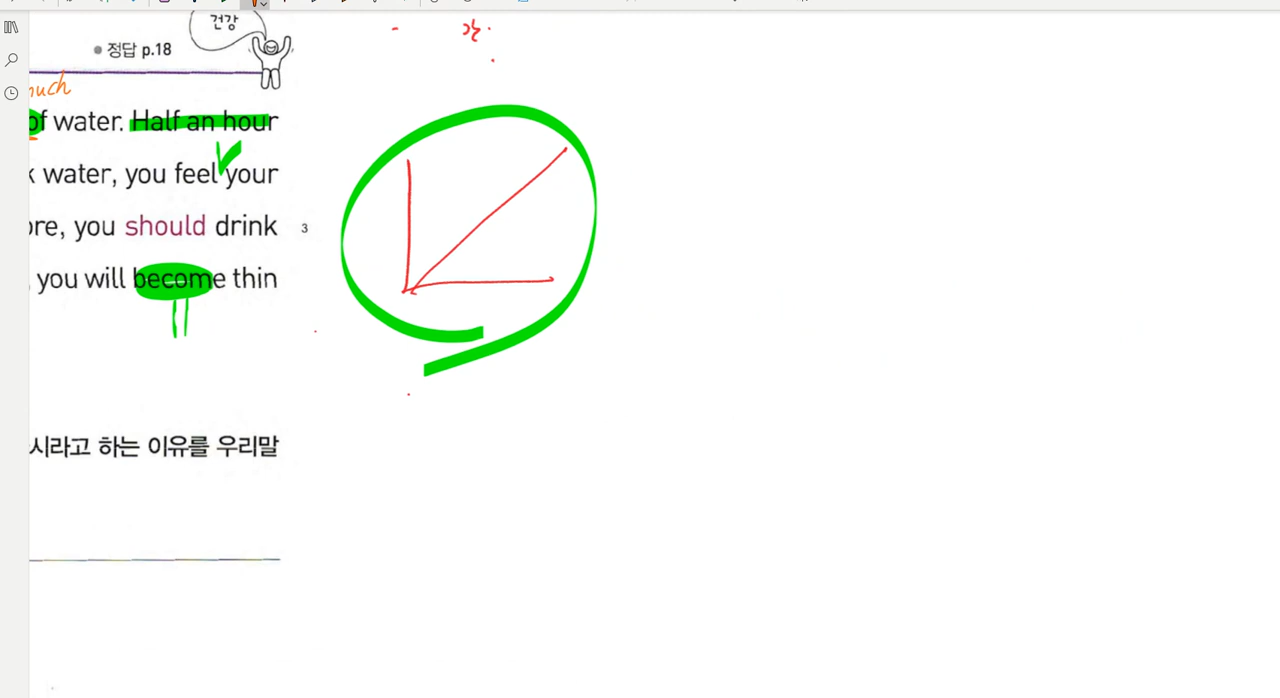 건강
정답 p.18
much
of water. Half an hour
k water, you feel your
ore, you should drink
3
, you will become thin
시라고 하는 이유를 우리말